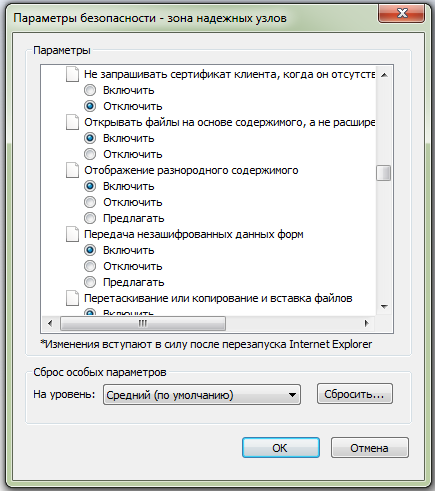 Параметры безопасности - зона надежных узлов
Параметры
Не запрашивать сертификат клиента, когда он отсутств
Включить
Отключить
Открывать файлы на основе содержимого, а не расшире
Включить
Отключить
Отображение разнородного содержимого
Включить
Отключить
Предлагать
Передача незашифрованных данных форм
Включить
Отключить
Предлагать
Перетаскивание или копирование и вставка файлов
Включить
*Изменения вступают в силу после перезапуска Internet Explorer
Сброс особых параметров
На уровень: Средний (по умолчанию) Сбросить...
ОК Отмена